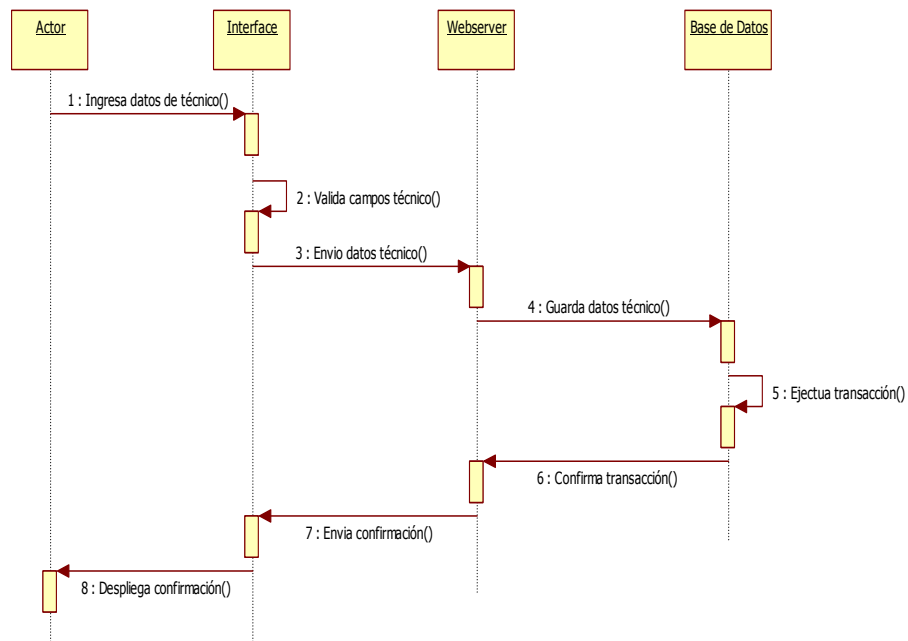 Actor
Interface
Webserver
Base de Datos
1 : Ingresa datos de técnico()
2 : Valida campos técnico()
3 : Envio datos técnico()
4 : Guarda datos técnico()
5 : Ejectua transacción()
6 : Confirma transacción()
7 : Envia confirmación()
8 : Despliega confirmación()